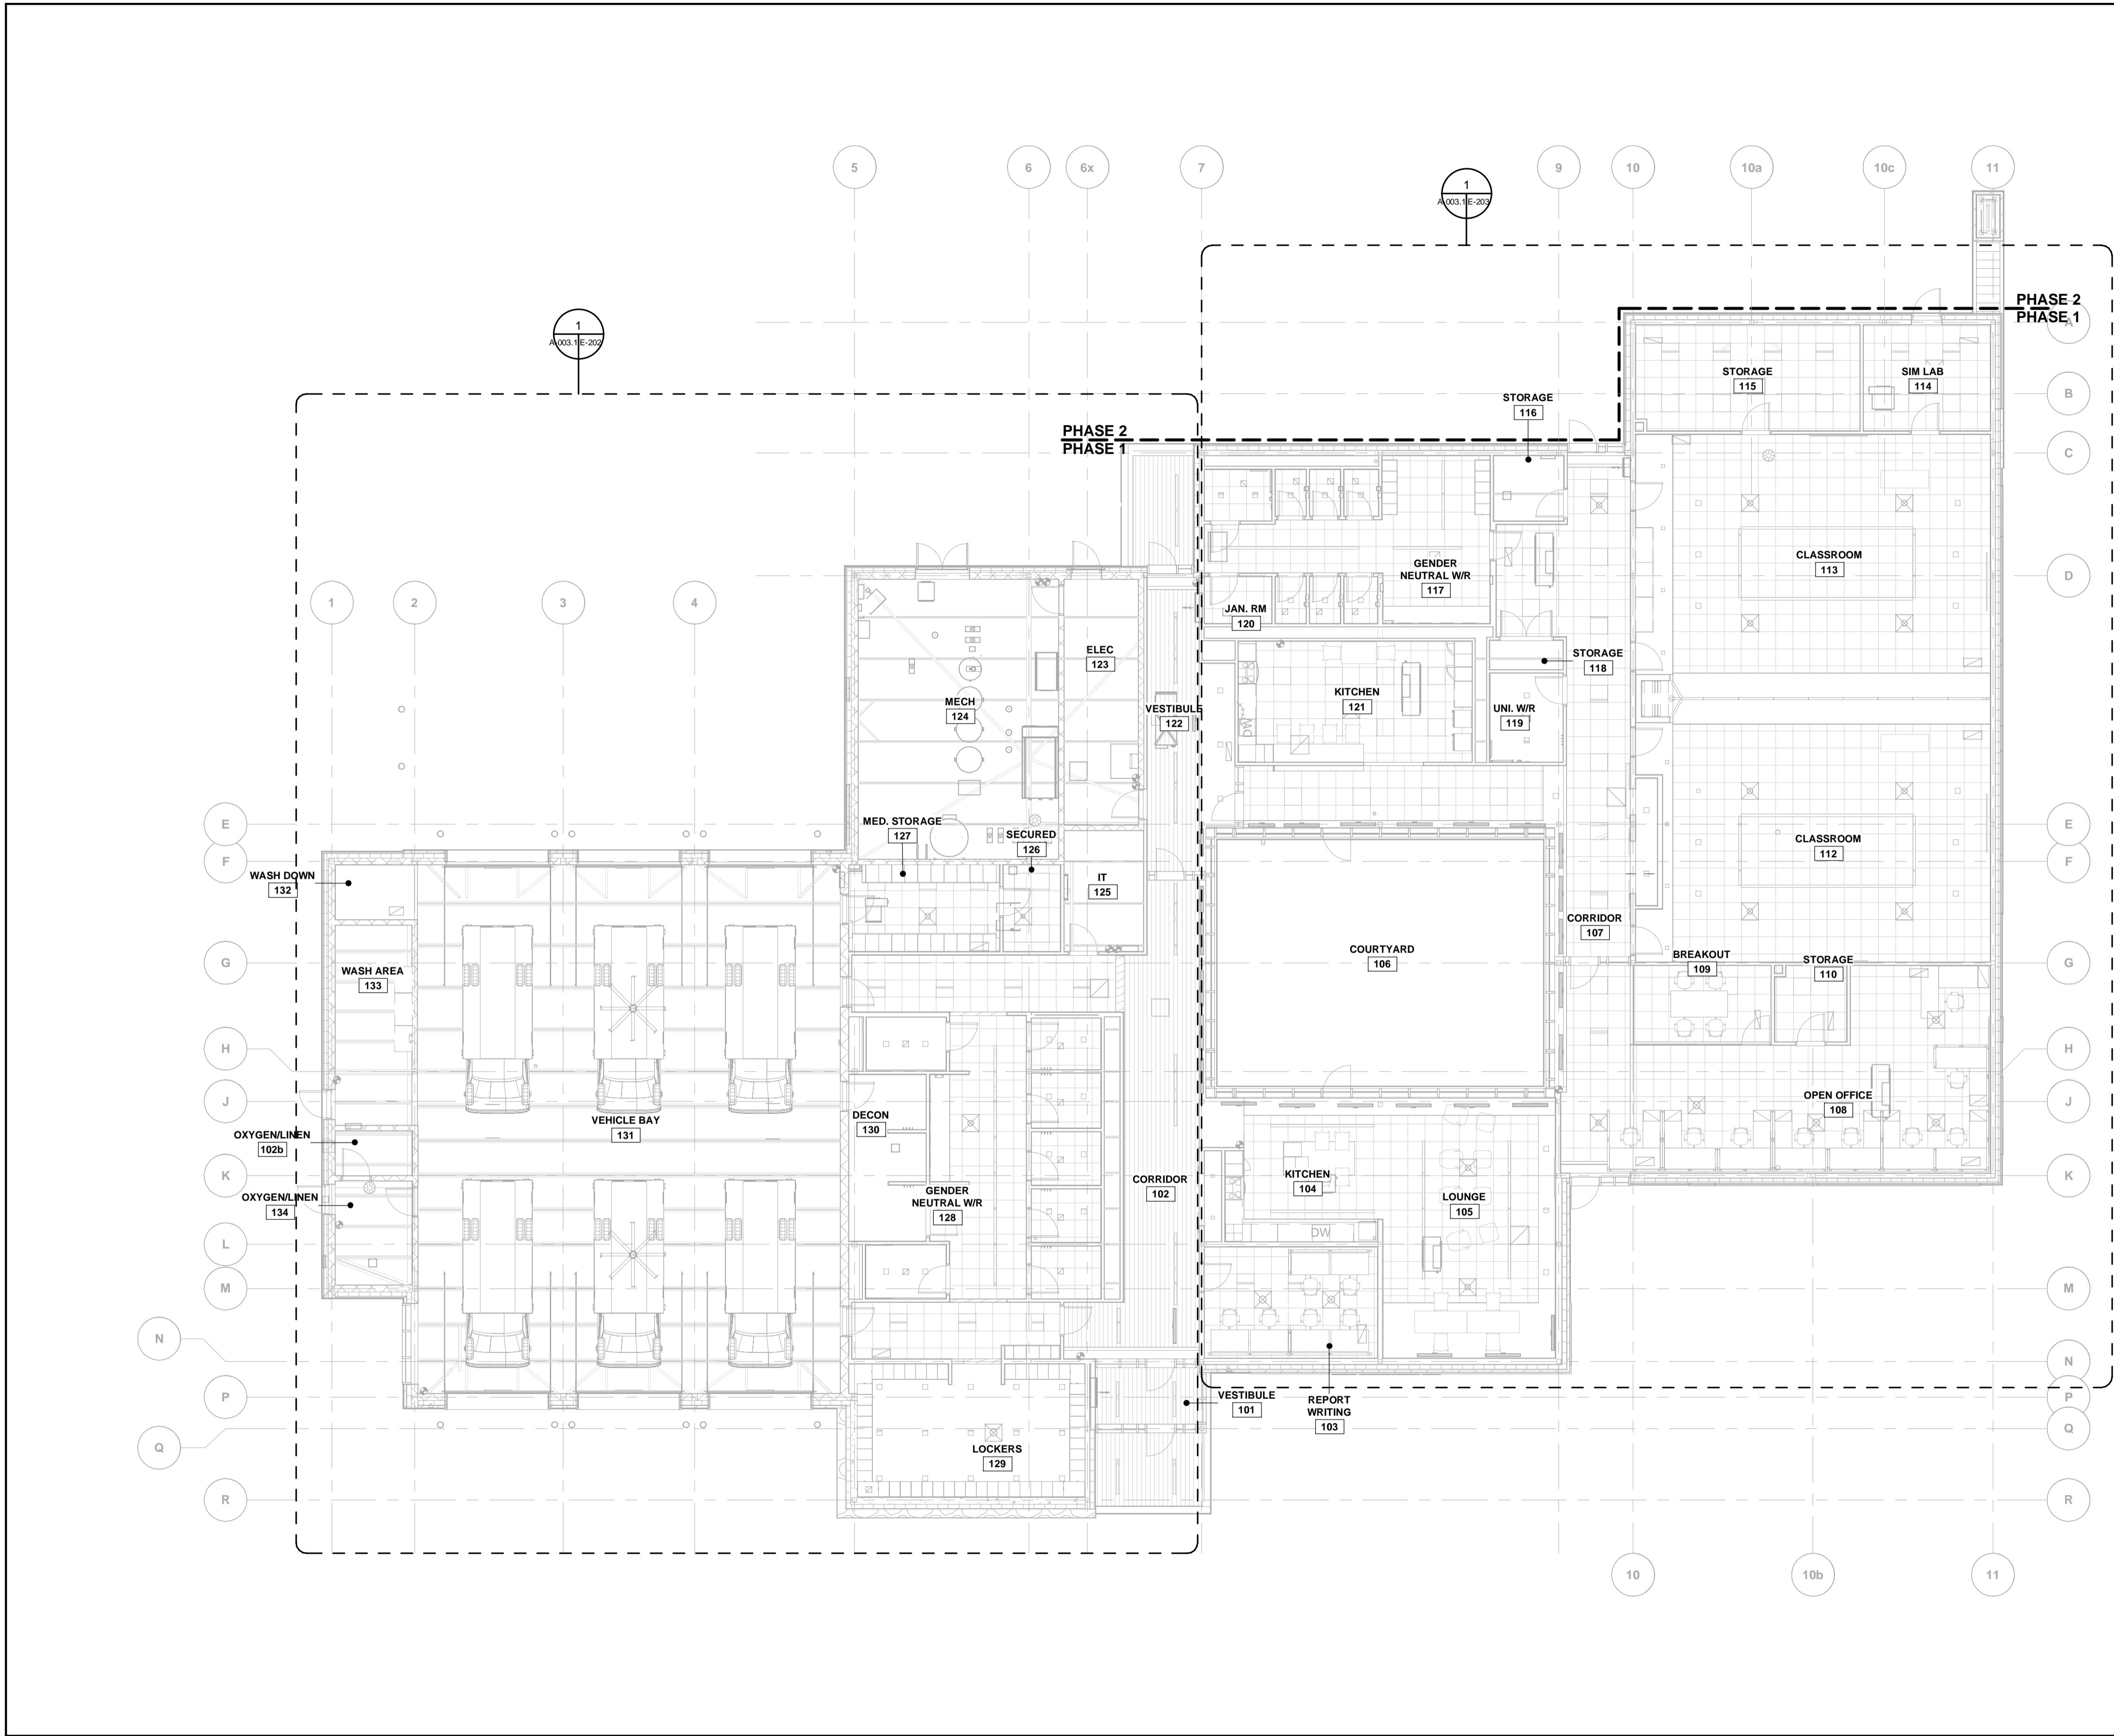 5
6
6x
7
9
10
10a
10c
11
1
A-003.1 E-203
1
A-003.1 E-202
PHASE 2
PHASE 1
A
STORAGE
115
SIM LAB
114
B
STORAGE
116
PHASE 2
PHASE 1
C
CLASSROOM
113
D
GENDER
NEUTRAL W/R
117
JAN. RM
120
1
2
3
4
ELEC
123
STORAGE
118
MECH
124
VESTIBULE
122
KITCHEN
121
DW
UNI. W/R
119
E
MED. STORAGE
127
SECURED
126
CLASSROOM
112
E
F
F
WASH DOWN
132
IT
125
CORRIDOR
107
COURTYARD
106
BREAKOUT
109
STORAGE
110
G
WASH AREA
133
G
H
H
J
VEHICLE BAY
131
DECON
130
OPEN OFFICE
108
J
OXYGEN/LINEN
102b
K
OXYGEN/LINEN
134
GENDER
NEUTRAL W/R
128
CORRIDOR
102
KITCHEN
104
LOUNGE
105
K
DW
L
M
M
N
N
P
VESTIBULE
101
REPORT
WRITING
103
P
Q
LOCKERS
129
Q
R
R
10
10b
11